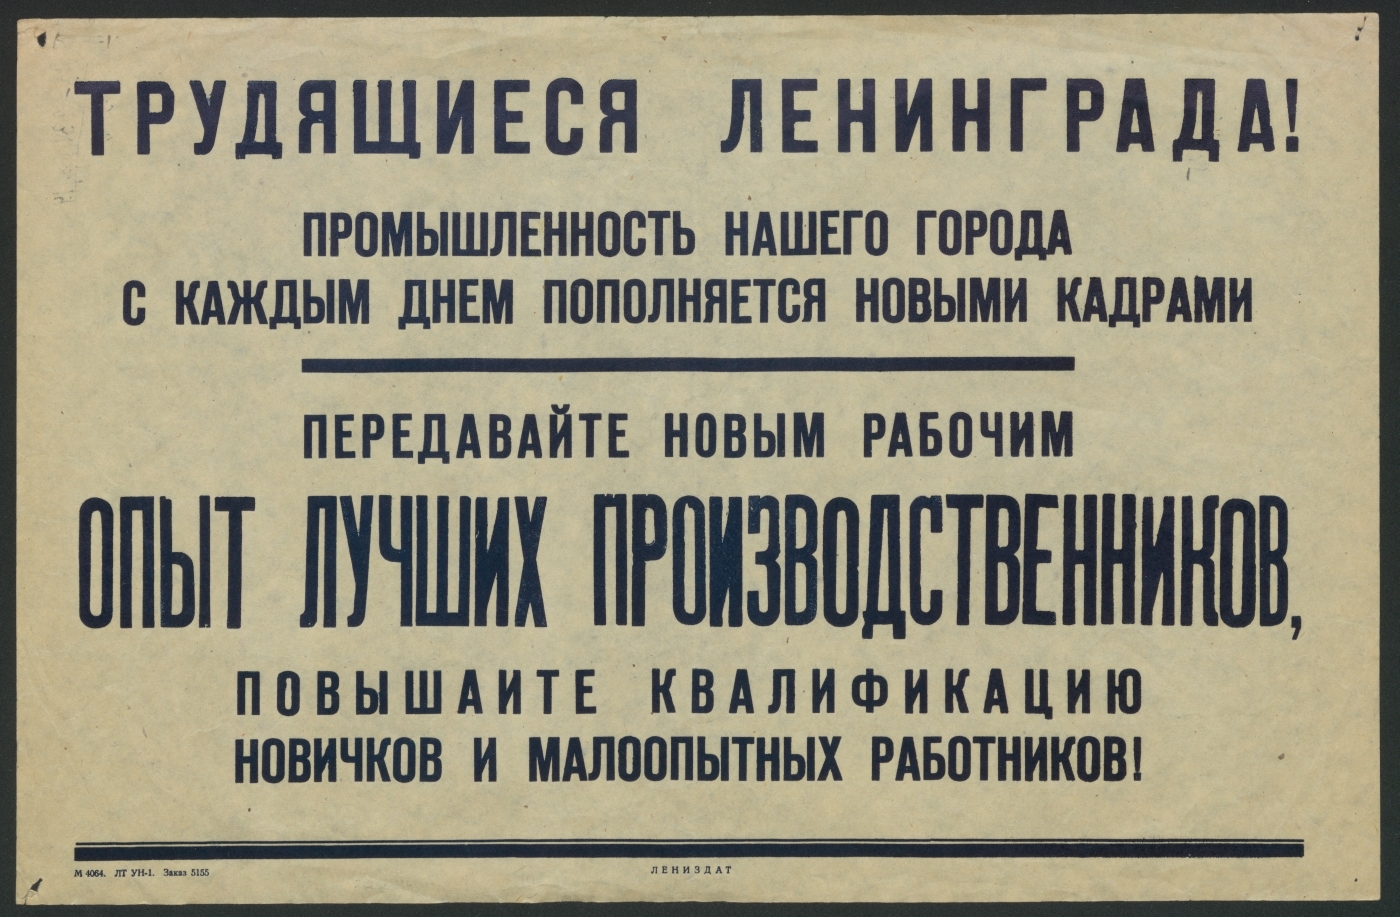 ТРУДЯЩИЕСЯ ЛЕНИНГРАДА!
ПРОМЫШЛЕННОСТЬ НАШЕГО ГОРОДА
С КАЖДЫМ ДНЕМ ПОПОЛНЯЕТСЯ НОВЫМИ КАДРАМИ
ПЕРЕДАВАЙТЕ НОВЫМ РАБОЧИМ
ОПЫТ ЛУЧШИХ ПРОИЗВОДСТВЕННИКОВ,
ПОВЫШАИТЕ КВАЛИФИКАЦИЮ
НОВИЧКОВ И МАЛООПЫТНЫХ РАБОТНИКОВ!
М 4064. ЛТ УН-1. Заказ 5155
ЛЕНИЗДАТ